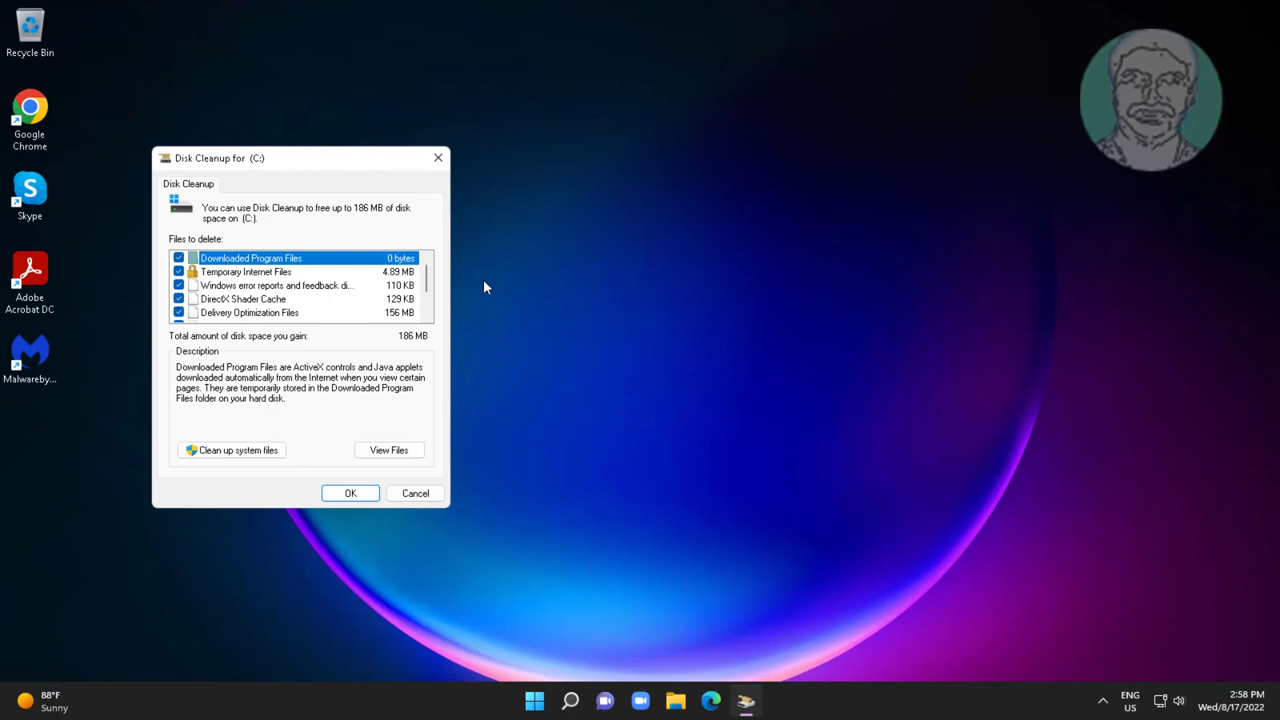 Recycle Bin
Google
Chrome
Skype
Adobe
Acrobat DC
Malwareby...
Disk Cleanup for (C:)
Disk Cleanup
You can use Disk Cleanup to free up to 186 MB of disk
space on (C:).
Files to delete:
Downloaded Program Files 0 bytes
Temporary Internet Files 4.89 MB
Windows error reports and feedback di... 110 KB
DirectX Shader Cache 129 KB
Delivery Optimization Files 156 MB
Total amount of disk space you gain: 186 MB
Description
Downloaded Program Files are ActiveX controls and Java applets
downloaded automatically from the Internet when you view certain
pages. They are temporarily stored in the Downloaded Program
Files folder on your hard disk.
Clean up system files View Files
OK Cancel
88°F
Sunny
ENG
US
2:58 PM
Wed/8/17/2022